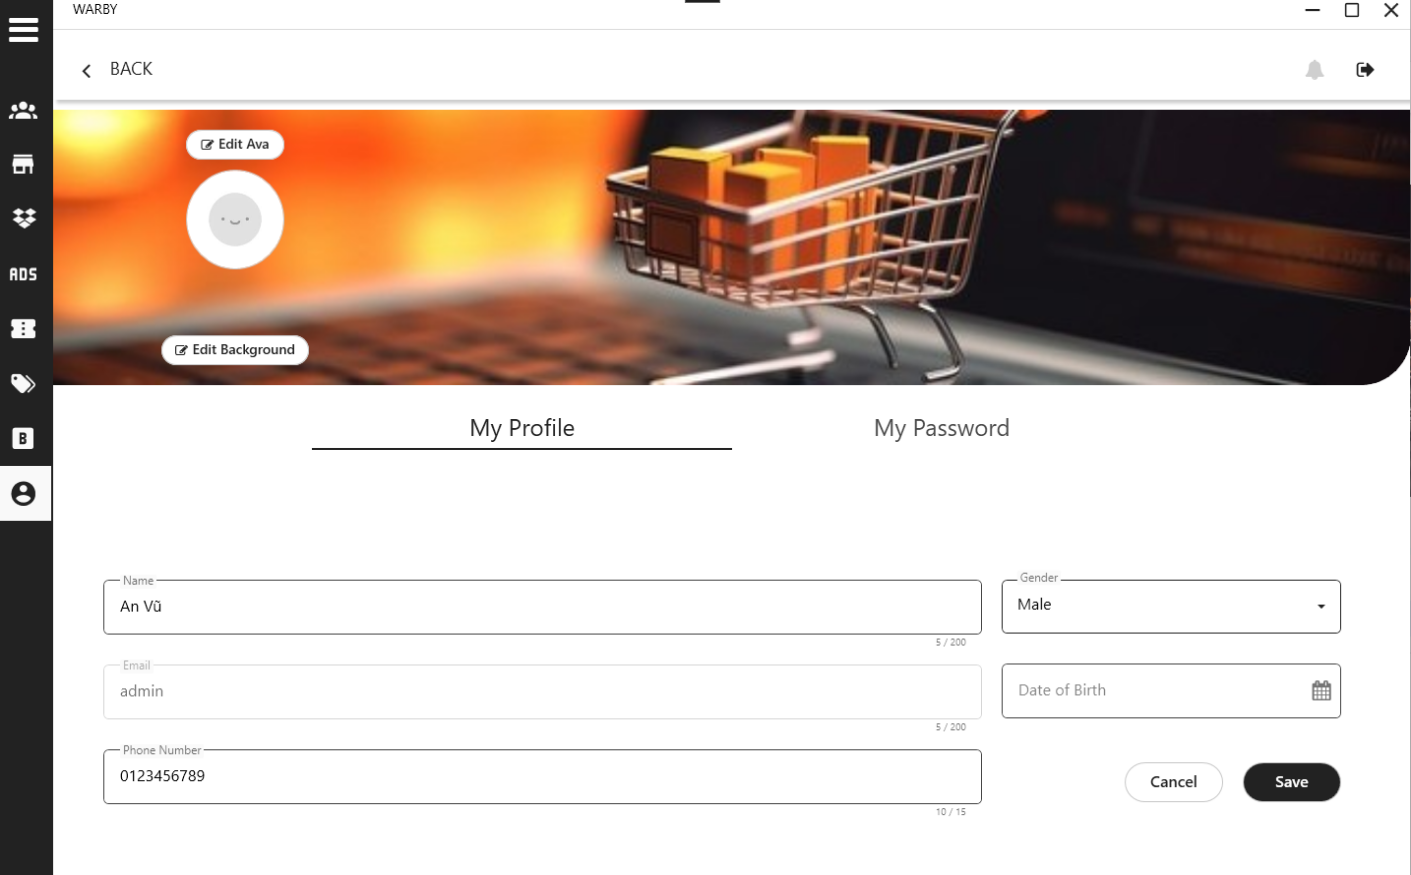 WARBY
BACK
Edit Ava
ADS
Edit Background
B
My Profile
My Password
Name
An Vũ
5 / 200
Gender
Male
Email
admin
5 / 200
Date of Birth
Phone Number
0123456789
10 / 15
Cancel
Save